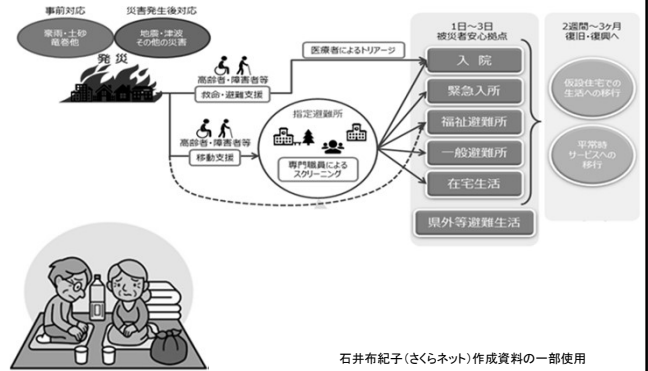 事前対応
災害発生後対応
豪雨・土砂
竜巻他
地震・津波
その他の災害
発災
高齢者・障害者等
救命・避難支援
医療者によるトリアージ
高齢者・障害者等
移動支援
指定避難所
専門職員による
スクリーニング
1日～3日
被災者安心拠点
入院
緊急入所
福祉避難所
一般避難所
在宅生活
県外等避難生活
2週間～3ヶ月
復旧・復興へ
仮設住宅での
生活への移行
平常時
サービスへの
移行
石井布紀子(さくらネット)作成資料の一部使用